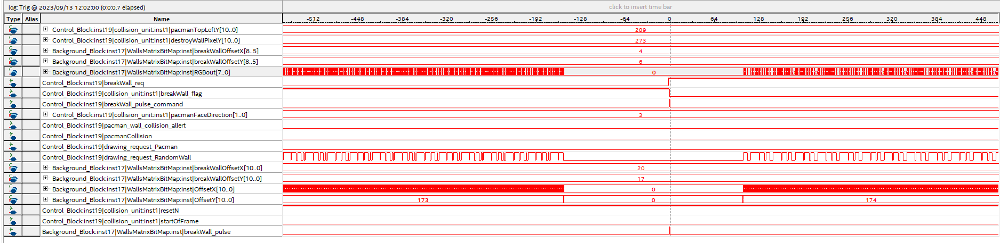 log: Trig @ 2023/09/13 12:02:00 (0:0:0.7 elapsed) click to insert time bar
Type Alias Name -512 -448 -384 -320 -256 -192 -128 -64 0 64 128 192 256 320 384 448
Control_Block:inst19|collision_unit:inst1|pacmanTopLeftY[10..0] 289
Control_Block:inst19|collision_unit:inst1|destroyWallPixelY[10..0] 273
Background_Block:inst17|WallsMatrixBitMap:inst|breakWallOffsetX[8..5] 4
Background_Block:inst17|WallsMatrixBitMap:inst|breakWallOffsetY[8..5] 6
Background_Block:inst17|WallsMatrixBitMap:inst|RGBout[7..0] 0 0 0 0 0 0 0
Control_Block:inst19|breakWall_req
Control_Block:inst19|collision_unit:inst1|breakWall_flag
Control_Block:inst19|breakWall_pulse_command
Control_Block:inst19|collision_unit:inst1|pacmanFaceDirection[1..0] 3
Control_Block:inst19|pacman_wall_collision_allert
Control_Block:inst19|pacmanCollision
Control_Block:inst19|drawing_request_Pacman
Control_Block:inst19|drawing_request_RandomWall
Background_Block:inst17|WallsMatrixBitMap:inst|breakWallOffsetX[10..0] 20
Background_Block:inst17|WallsMatrixBitMap:inst|breakWallOffsetY[10..0] 17
Background_Block:inst17|WallsMatrixBitMap:inst|OffsetX[10..0] 0
Background_Block:inst17|WallsMatrixBitMap:inst|OffsetY[10..0] 173 0 174
Control_Block:inst19|collision_unit:inst1|resetN
Control_Block:inst19|collision_unit:inst1|startOfFrame
Background_Block:inst17|WallsMatrixBitMap:inst|breakWall_pulse